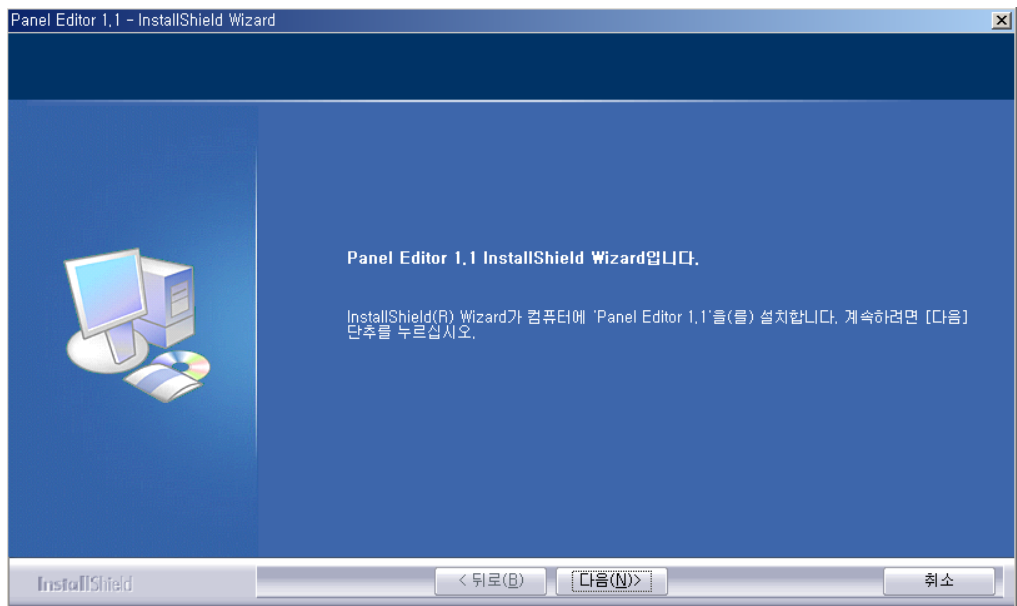 Panel Editor 1.1 - InstallShield Wizard
Panel Editor 1.1 InstallShield Wizard입니다.
InstallShield(R) Wizard가 컴퓨터에 'Panel Editor 1.1'을(를) 설치합니다. 계속하려면 [다음]
단추를 누르십시오.
InstallShield
< 뒤로(B)
다음(N)>
취소